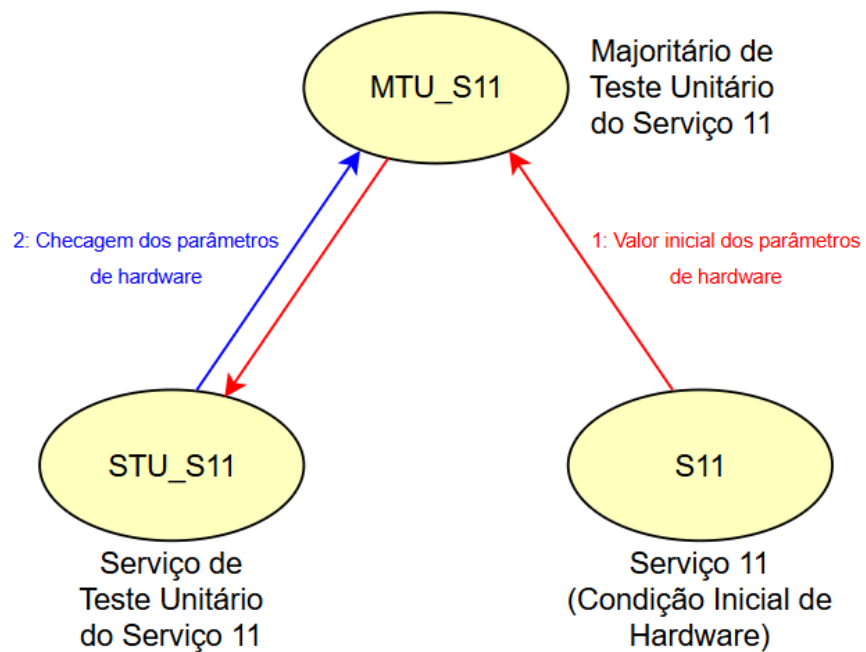 MTU_S11
Majoritário de
Teste Unitário
do Serviço 11
2: Checagem dos parâmetros
de hardware
1: Valor inicial dos parâmetros
de hardware
STU_S11
S11
Serviço de
Teste Unitário
do Serviço 11
Serviço 11
(Condição Inicial de
Hardware)